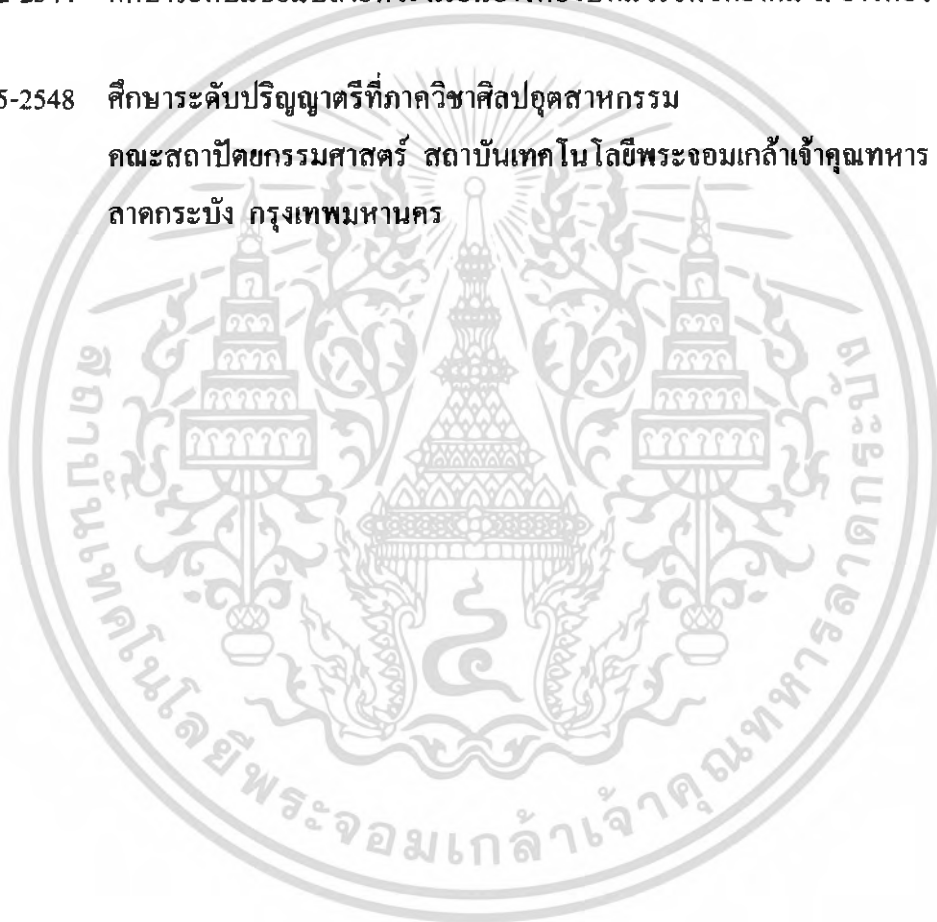 5-2548 ศึกษาระดับปริญญาตรีที่ภาควิชาศิลปอุตสาหกรรม
คณะสถาปัตยกรรมศาสตร์ สถาบันเทคโนโลยีพระจอมเกล้าเจ้าคุณทหาร
ลาดกระบัง กรุงเทพมหานคร
สถาบันเทคโนโลยีพระจอมเกล้าเจ้าคุณทหารลาดกระบัง